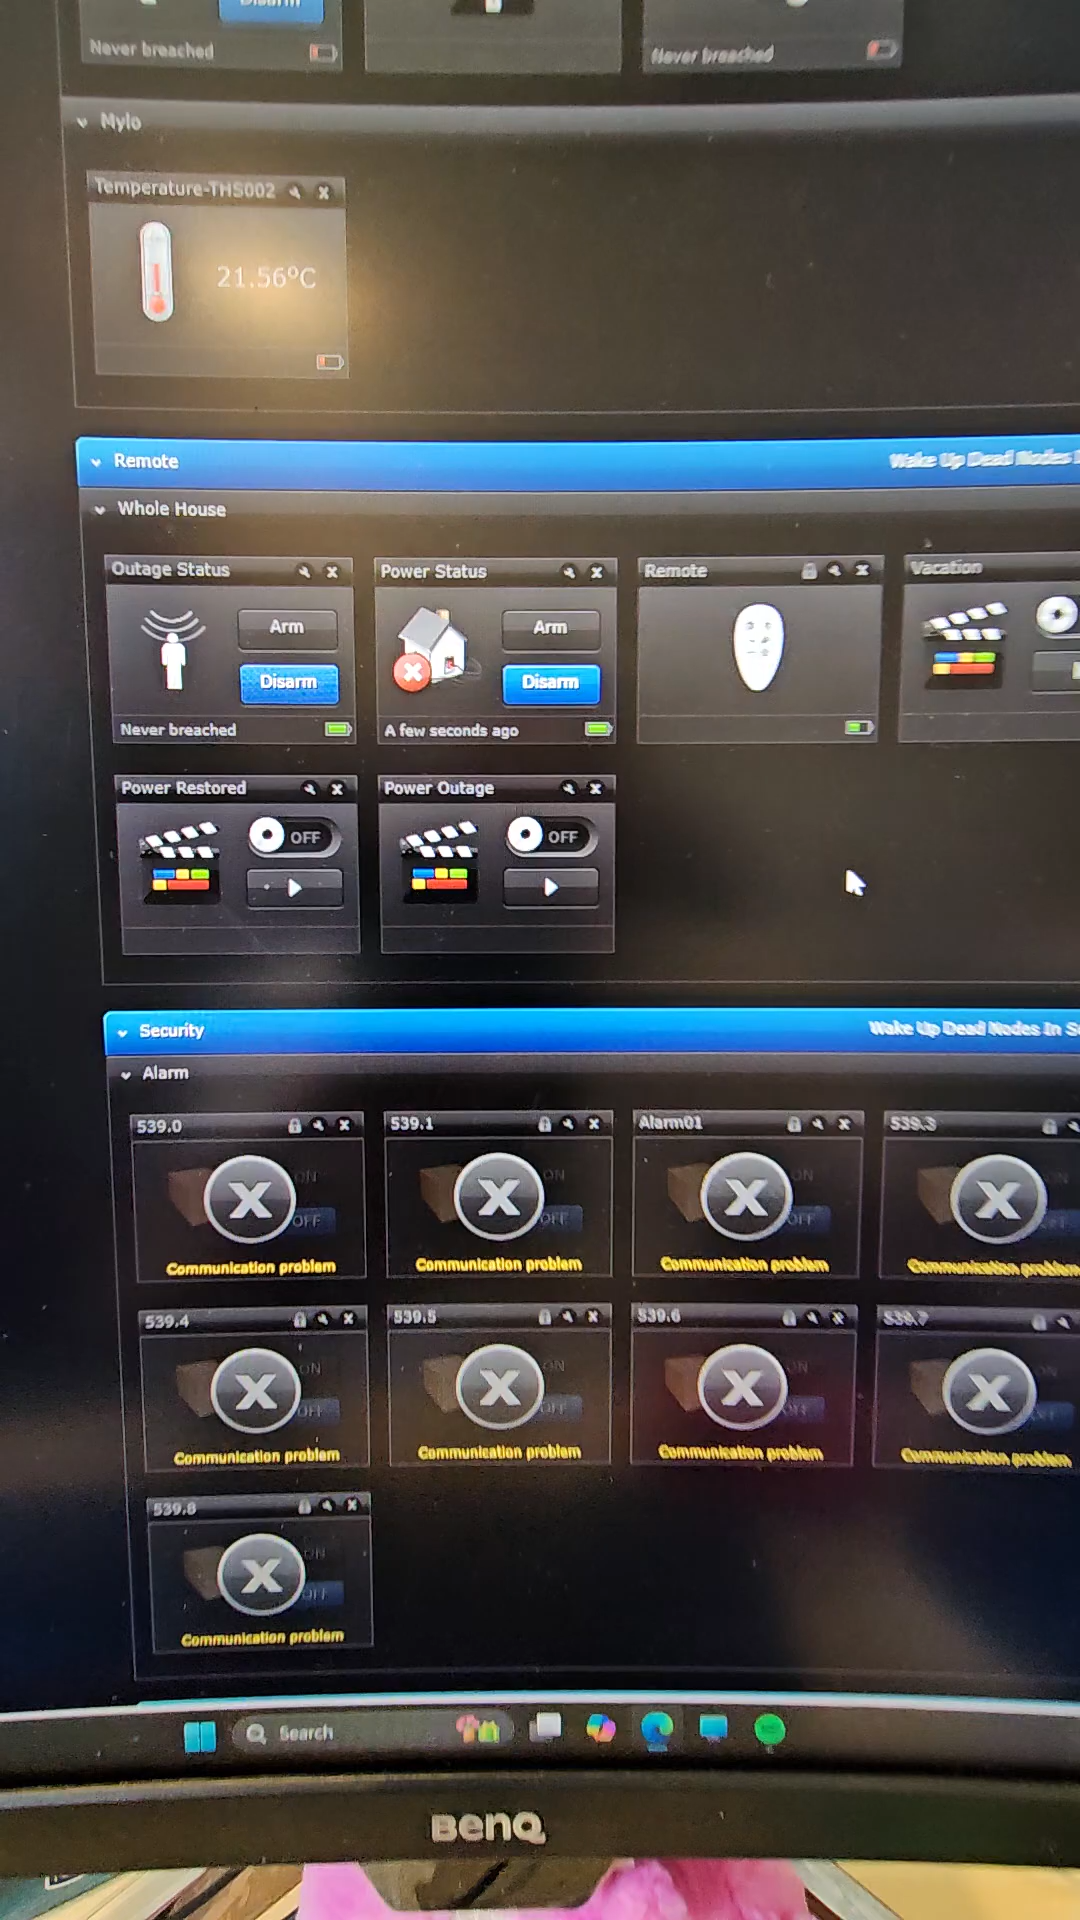 Disarm
Never breached
Never breached
Mylo
Temperature-THS002
21.56°C
Remote
Wake Up Dead Nodes
Whole House
Outage Status
Power Status
Remote
Vacation
Arm
Arm
Disarm
Disarm
Never breached
A few seconds ago
Power Restored
Power Outage
OFF
OFF
Security
Wake Up Dead Nodes In
Alarm
539.0
539.1
Alarm01
539.3
ON
ON
ON
OFF
OFF
OFF
Communication problem
Communication problem
Communication problem
Communication problem
539.4
539.5
539.6
539.7
ON
ON
ON
OFF
OFF
OFF
Communication problem
Communication problem
Communication problem
Communication problem
539.8
ON
OFF
Communication problem
Search
BenQ